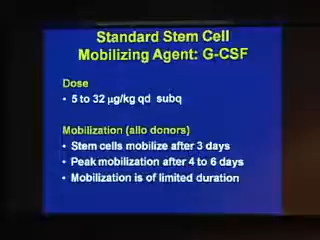 Standard Stem Cell
Mobilizing Agent: G-CSF
Dose
• 5 to 32 µg/kg qd subq
Mobilization (allo donors)
• Stem cells mobilize after 3 days
• Peak mobilization after 4 to 6 days
• Mobilization is of limited duration